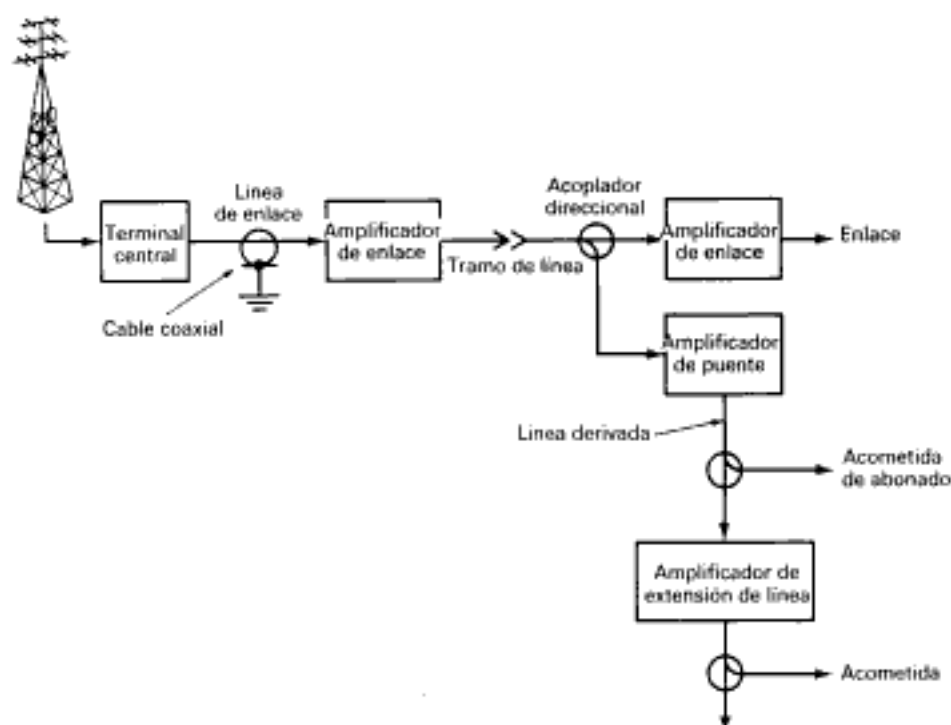 Linea
de enlace
Acoplador
direccional
Terminal
central
Amplificador
de enlace
Tramo de línea
Amplificador
de enlace
Enlace
Cable coaxial
Amplificador
de puente
Linea derivada
Acometida
de abonado
Amplificador de
extensión de línea
Acometida